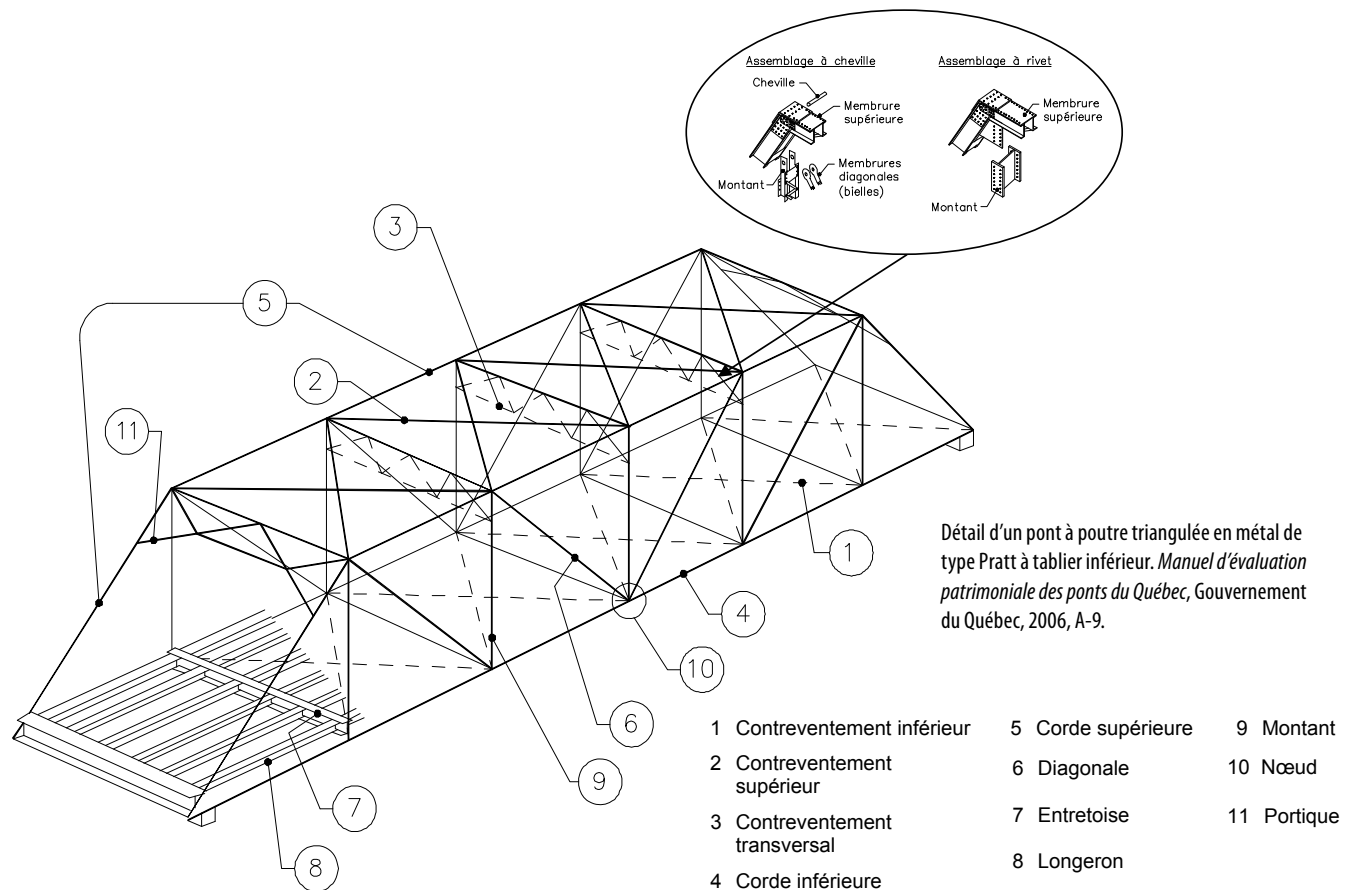 Assemblage à cheville
Cheville
Membrure
supérieure
Montant
Membrures
diagonales
(bielles)
Assemblage à rivet
Membrure
supérieure
Montant
3
5
2
11
1
4
10
6
9
7
8
Détail d'un pont à poutre triangulée en métal de
type Pratt à tablier inférieur. Manuel d'évaluation
patrimoniale des ponts du Québec, Gouvernement
du Québec, 2006, A-9.
1 Contreventement inférieur
2 Contreventement
supérieur
3 Contreventement
transversal
4 Corde inférieure
5 Corde supérieure
6 Diagonale
7 Entretoise
8 Longeron
9 Montant
10 Nœud
11 Portique